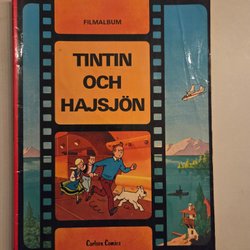 FILMALBUM
TINTIN
OCH
HAJSJÖN
Carlsen Comics